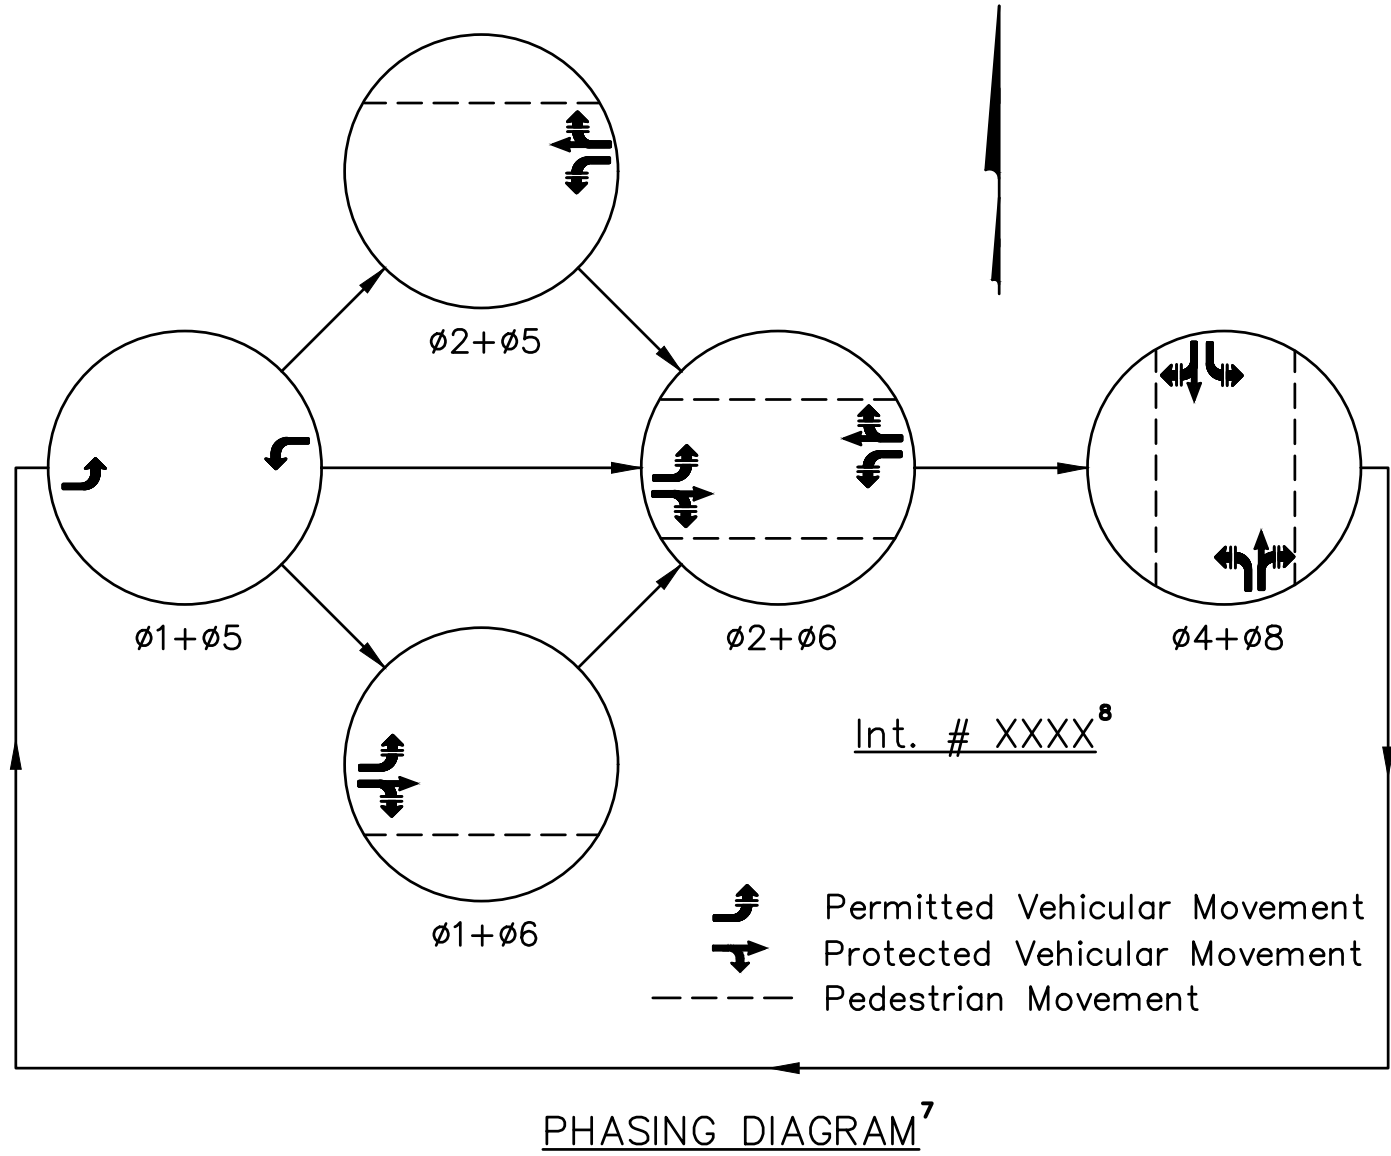 ø2+ø5
ø1+ø5
ø2+ø6
ø4+ø8
Int. # XXXX⁸
ø1+ø6
Permitted Vehicular Movement
Protected Vehicular Movement
Pedestrian Movement
PHASING DIAGRAM⁷